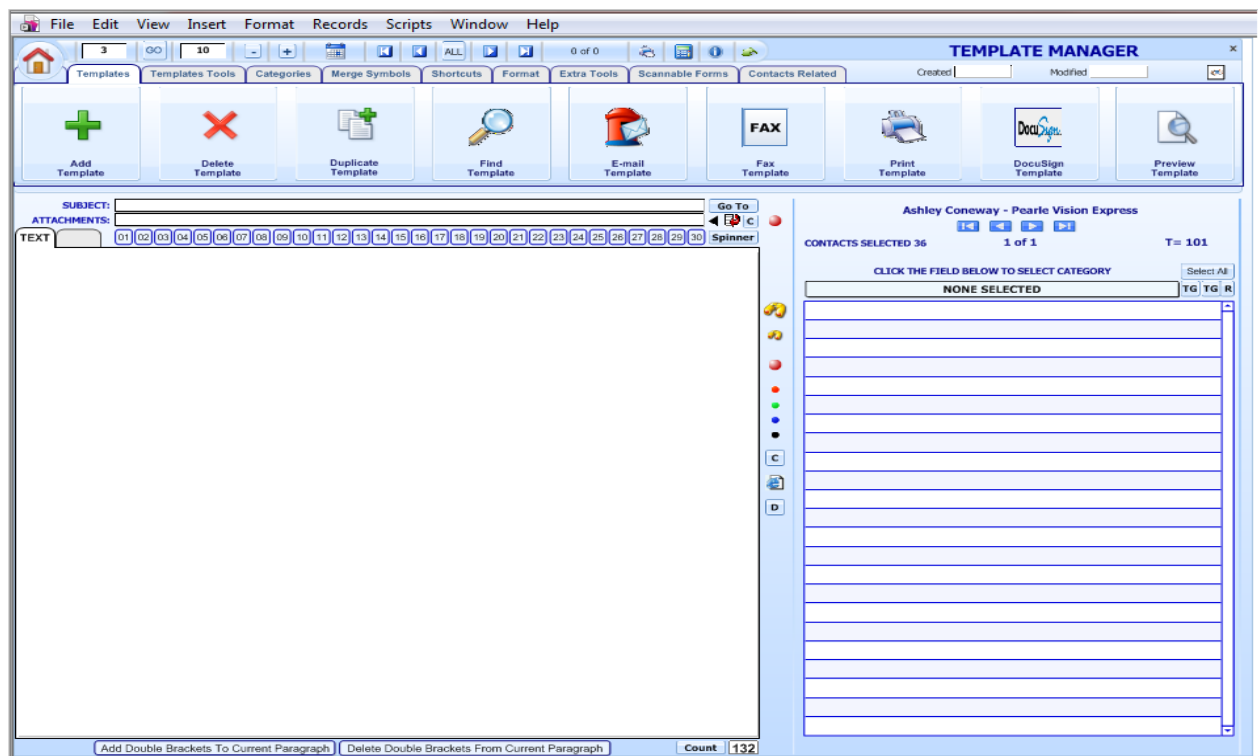 File Edit View Insert Format Records Scripts Window Help
3 GO 10 - + ALL 0 of 0 TEMPLATE MANAGER ×
Templates Templates Tools Categories Merge Symbols Shortcuts Format Extra Tools Scannable Forms Contacts Related Created Modified
FAX DocuSign
Add Template
Delete Template
Duplicate Template
Find Template
E-mail Template
Fax Template
Print Template
DocuSign Template
Preview Template
SUBJECT: Go To
ATTACHMENTS: C
TEXT 01 02 03 04 05 06 07 08 09 10 11 12 13 14 15 16 17 18 19 20 21 22 23 24 25 26 27 28 29 30 Spinner
C
D
Ashley Coneway - Pearle Vision Express
CONTACTS SELECTED 36 1 of 1 T= 101
CLICK THE FIELD BELOW TO SELECT CATEGORY Select All
NONE SELECTED TG TG R
Add Double Brackets To Current Paragraph Delete Double Brackets From Current Paragraph Count 132